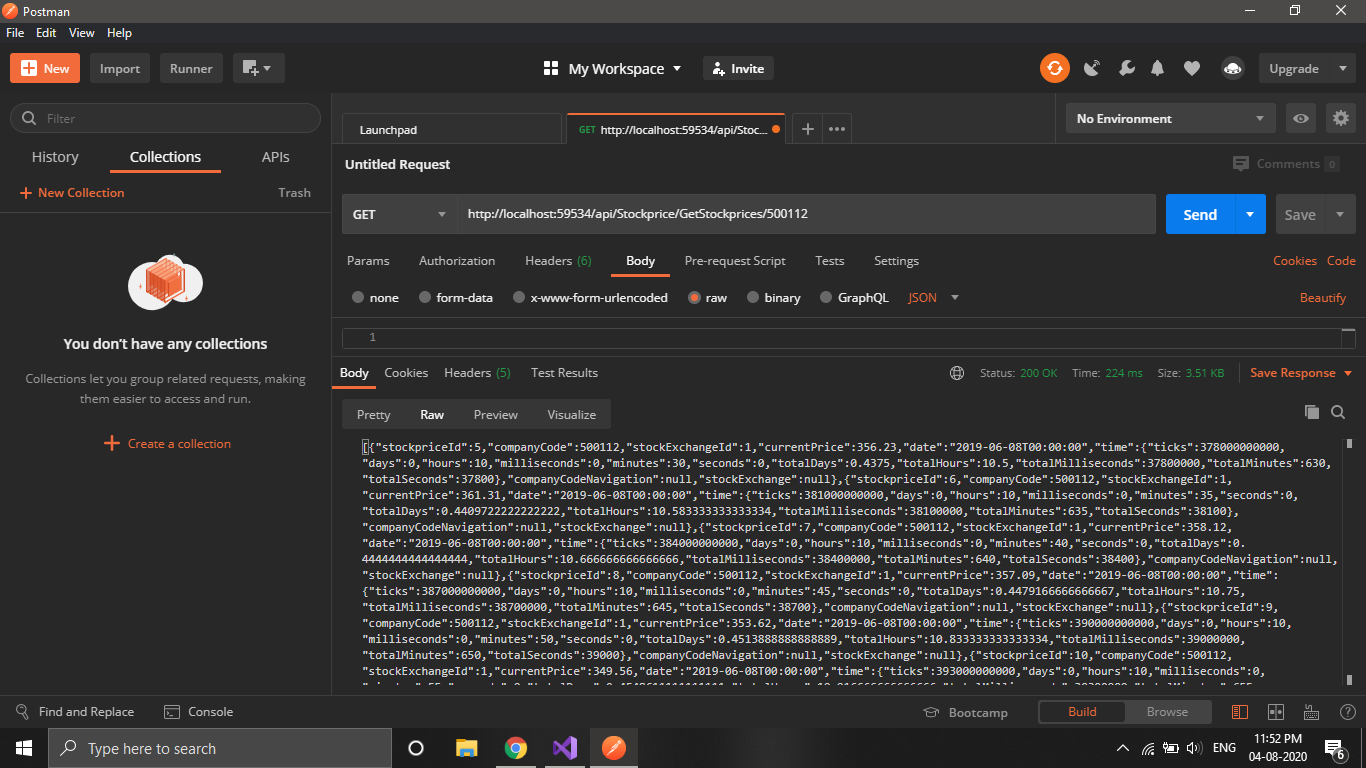 Postman
File Edit View Help
New Import Runner My Workspace Invite Upgrade
Filter
History Collections APIs
New Collection Trash
You don't have any collections
Collections let you group related requests, making
them easier to access and run.
Create a collection
Launchpad GET http://localhost:59534/api/Stoc... No Environment
Untitled Request Comments 0
GET http://localhost:59534/api/Stockprice/GetStockprices/500112 Send Save
Params Authorization Headers (6) Body Pre-request Script Tests Settings Cookies Code
none form-data x-www-form-urlencoded raw binary GraphQL JSON Beautify
1
Body Cookies Headers (5) Test Results Status: 200 OK Time: 224 ms Size: 3.51 KB Save Response
Pretty Raw Preview Visualize
[{"stockpriceId":5,"companyCode":500112,"stockExchangeId":1,"currentPrice":356.23,"date":"2019-06-08T00:00:00","time":{"ticks":378000000000,
"days":0,"hours":10,"milliseconds":0,"minutes":30,"seconds":0,"totalDays":0.4375,"totalHours":10.5,"totalMilliseconds":37800000,"totalMinutes":630,
"totalSeconds":37800},"companyCodeNavigation":null,"stockExchange":null},{"stockpriceId":6,"companyCode":500112,"stockExchangeId":1,
"currentPrice":361.31,"date":"2019-06-08T00:00:00","time":{"ticks":381000000000,"days":0,"hours":10,"milliseconds":0,"minutes":35,"seconds":0,
"totalDays":0.4409722222222222,"totalHours":10.583333333333334,"totalMilliseconds":38100000,"totalMinutes":635,"totalSeconds":38100},
"companyCodeNavigation":null,"stockExchange":null},{"stockpriceId":7,"companyCode":500112,"stockExchangeId":1,"currentPrice":358.12,
"date":"2019-06-08T00:00:00","time":{"ticks":384000000000,"days":0,"hours":10,"milliseconds":0,"minutes":40,"seconds":0,"totalDays":0.
4444444444444444,"totalHours":10.666666666666666,"totalMilliseconds":38400000,"totalMinutes":640,"totalSeconds":38400},"companyCodeNavigation":null,
"stockExchange":null},{"stockpriceId":8,"companyCode":500112,"stockExchangeId":1,"currentPrice":357.09,"date":"2019-06-08T00:00:00","time":
{"ticks":387000000000,"days":0,"hours":10,"milliseconds":0,"minutes":45,"seconds":0,"totalDays":0.4479166666666667,"totalHours":10.75,
"totalMilliseconds":38700000,"totalMinutes":645,"totalSeconds":38700},"companyCodeNavigation":null,"stockExchange":null},{"stockpriceId":9,
"companyCode":500112,"stockExchangeId":1,"currentPrice":353.62,"date":"2019-06-08T00:00:00","time":{"ticks":390000000000,"days":0,"hours":10,
"milliseconds":0,"minutes":50,"seconds":0,"totalDays":0.4513888888888889,"totalHours":10.833333333333334,"totalMilliseconds":39000000,
"totalMinutes":650,"totalSeconds":39000},"companyCodeNavigation":null,"stockExchange":null},{"stockpriceId":10,"companyCode":500112,
"stockExchangeId":1,"currentPrice":349.56,"date":"2019-06-08T00:00:00","time":{"ticks":393000000000,"days":0,"hours":10,"milliseconds":0,
Find and Replace Console Bootcamp Build Browse
Type here to search ENG 11:52 PM
04-08-2020 6